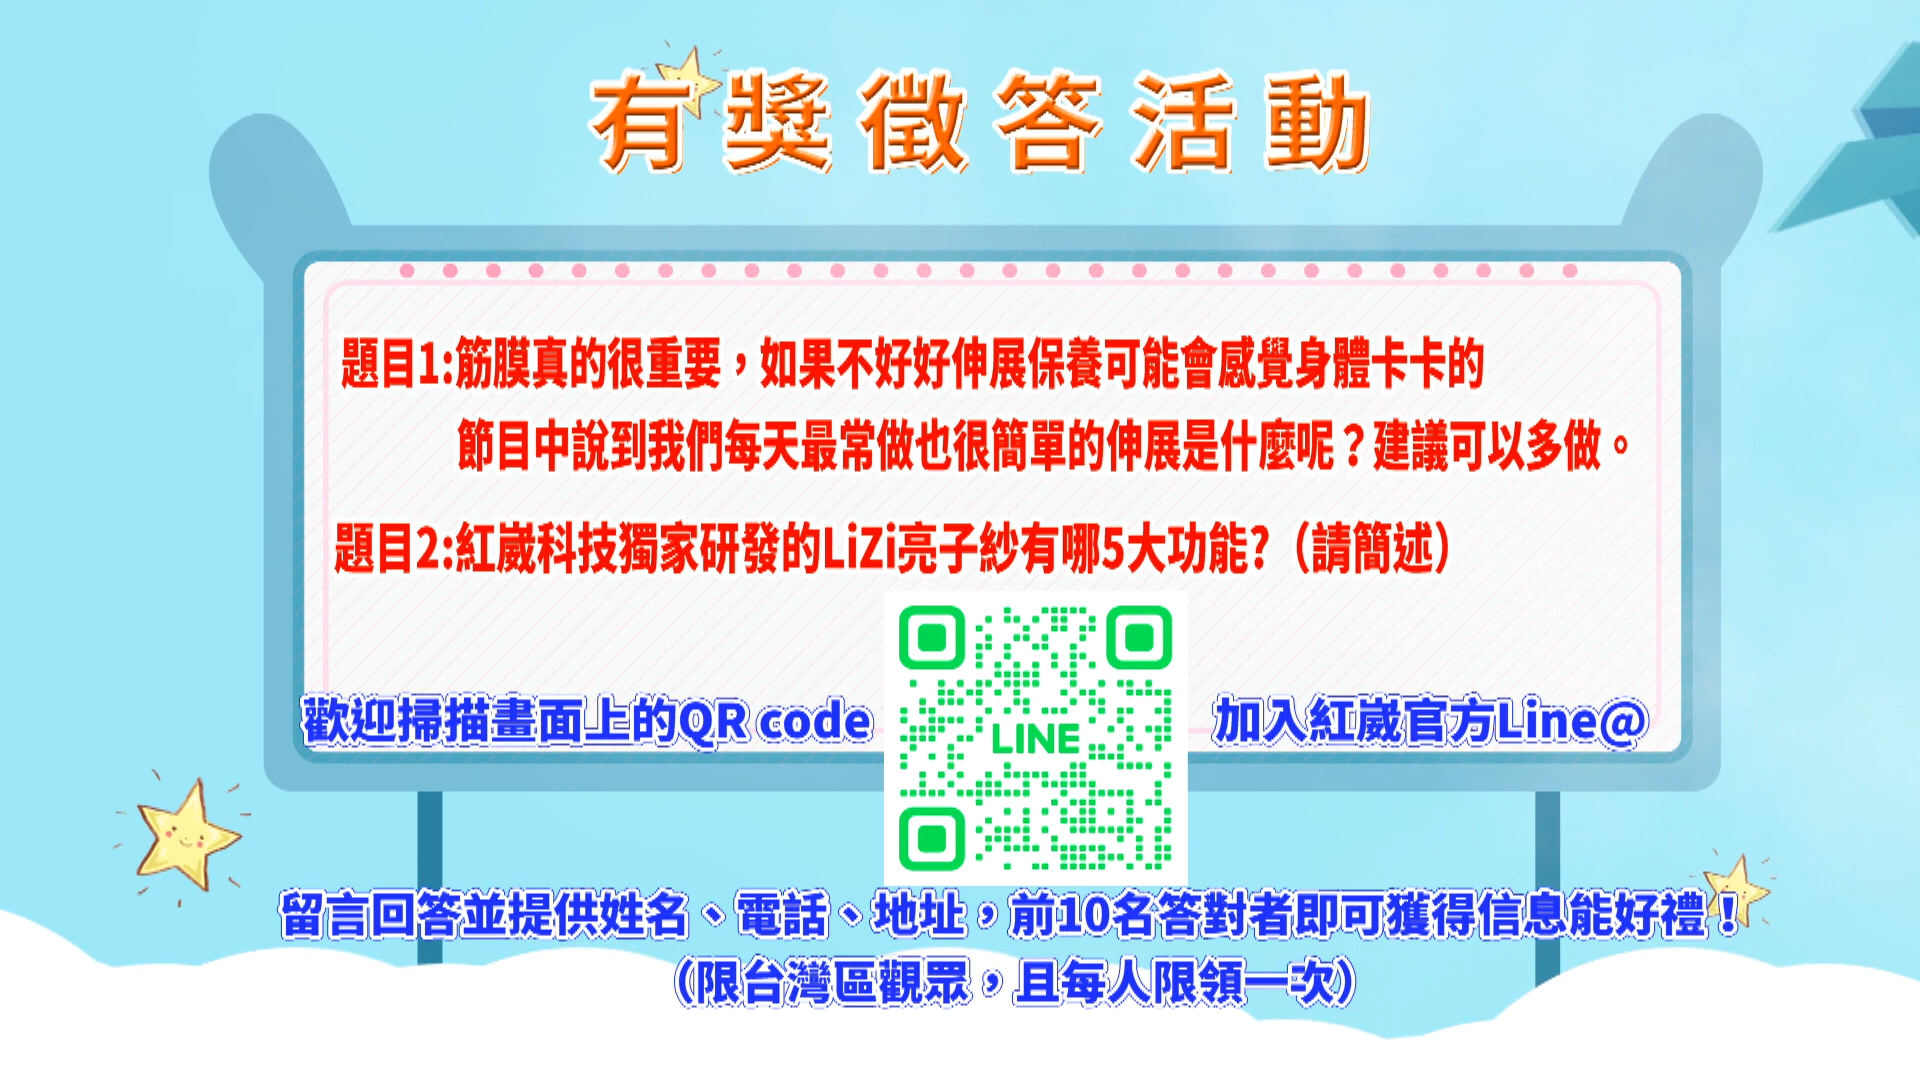 有獎徵答活動
題目1:筋膜真的很重要，如果不好好伸展保養可能會感覺身體卡卡的
節目中說到我們每天最常做也很簡單的伸展是什麼呢？建議可以多做。
題目2:紅崴科技獨家研發的LiZi亮子紗有哪5大功能?（請簡述）
歡迎掃描畫面上的QR code
LINE
加入紅崴官方Line@
留言回答並提供姓名、電話、地址，前10名答對者即可獲得信息能好禮！
（限台灣區觀眾，且每人限領一次）